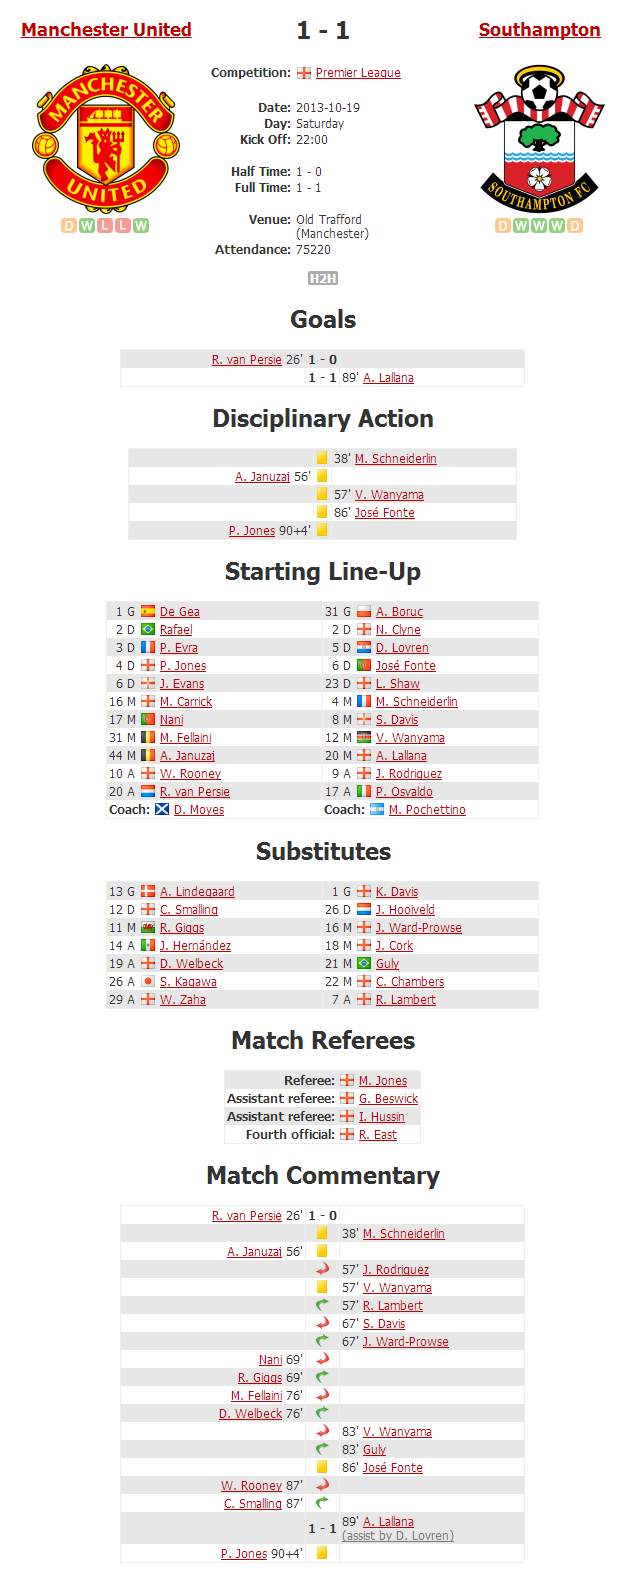 Manchester United
1 - 1
Southampton
MANCHESTER
UNITED
SOUTHAMPTON FC
D W L L W
D W W W D
Competition: Premier League
Date: 2013-10-19
Day: Saturday
Kick Off: 22:00
Half Time: 1 - 0
Full Time: 1 - 1
Venue: Old Trafford
(Manchester)
Attendance: 75220
H2H
Goals
R. van Persie 26' 1 - 0
1 - 1 89' A. Lallana
Disciplinary Action
38' M. Schneiderlin
A. Januzaj 56'
57' V. Wanyama
86' José Fonte
P. Jones 90+4'
Starting Line-Up
1 G De Gea 31 G A. Boruc
2 D Rafael 2 D N. Clyne
3 D P. Evra 5 D D. Lovren
4 D P. Jones 6 D José Fonte
6 D J. Evans 23 D L. Shaw
16 M M. Carrick 4 M M. Schneiderlin
17 M Nani 8 M S. Davis
31 M M. Fellaini 12 M V. Wanyama
44 M A. Januzaj 20 M A. Lallana
10 A W. Rooney 9 A J. Rodriguez
20 A R. van Persie 17 A P. Osvaldo
Coach: D. Moyes Coach: M. Pochettino
Substitutes
13 G A. Lindegaard 1 G K. Davis
12 D C. Smalling 26 D J. Hooiveld
11 M R. Giggs 16 M J. Ward-Prowse
14 A J. Hernández 18 M J. Cork
19 A D. Welbeck 21 M Guly
26 A S. Kagawa 22 M C. Chambers
29 A W. Zaha 7 A R. Lambert
Match Referees
Referee: M. Jones
Assistant referee: G. Beswick
Assistant referee: I. Hussin
Fourth official: R. East
Match Commentary
R. van Persie 26' 1 - 0
38' M. Schneiderlin
A. Januzaj 56'
57' J. Rodriguez
57' V. Wanyama
57' R. Lambert
67' S. Davis
67' J. Ward-Prowse
Nani 69'
R. Giggs 69'
M. Fellaini 76'
D. Welbeck 76'
83' V. Wanyama
83' Guly
86' José Fonte
W. Rooney 87'
C. Smalling 87'
1 - 1 89' A. Lallana
(assist by D. Lovren)
P. Jones 90+4'